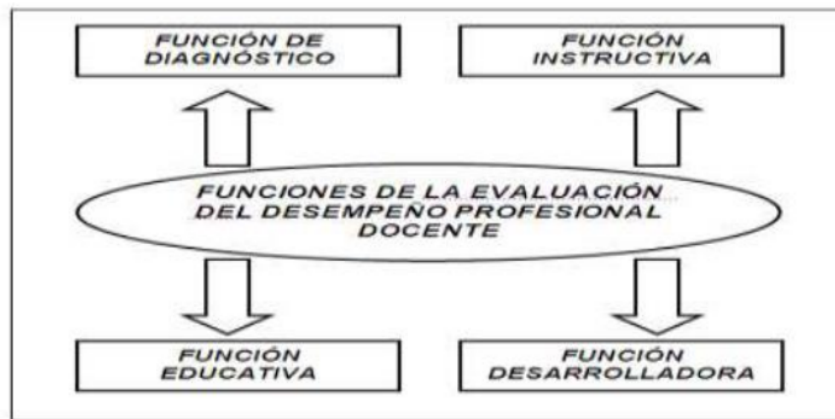 FUNCIÓN DE
DIAGNÓSTICO
FUNCIÓN
INSTRUCTIVA
FUNCIONES DE LA EVALUACIÓN
DEL DESEMPEÑO PROFESIONAL
DOCENTE
FUNCIÓN
EDUCATIVA
FUNCIÓN
DESARROLLADORA